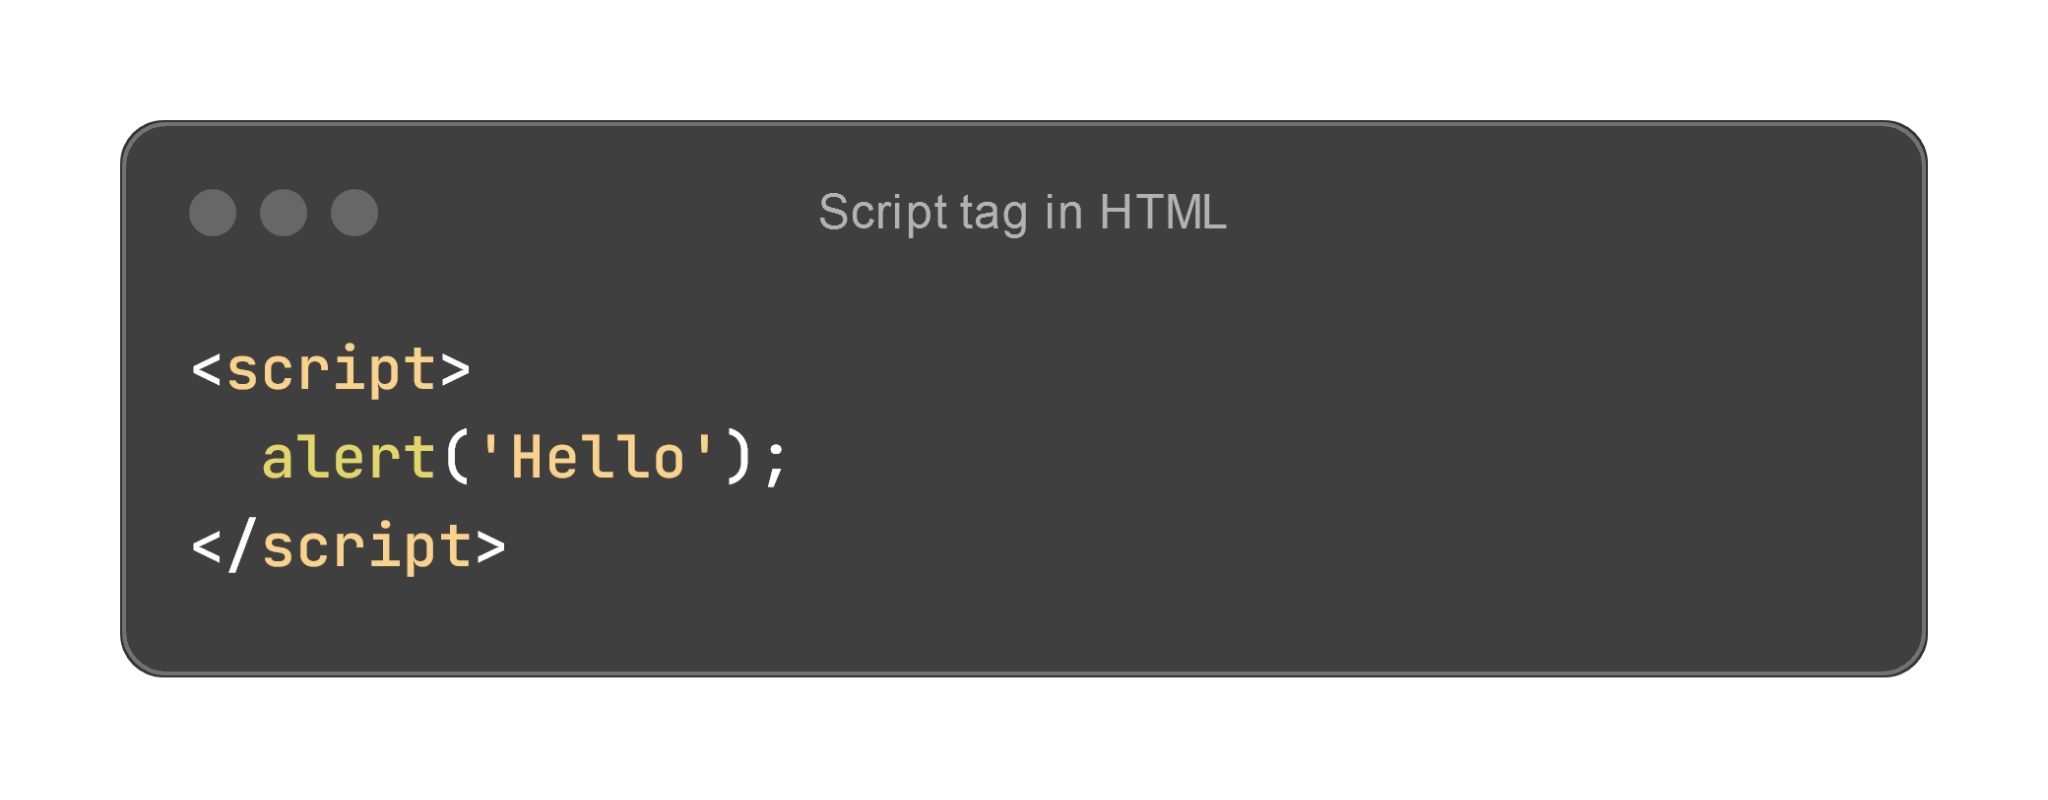 Script tag in HTML
<script>
  alert('Hello');
</script>